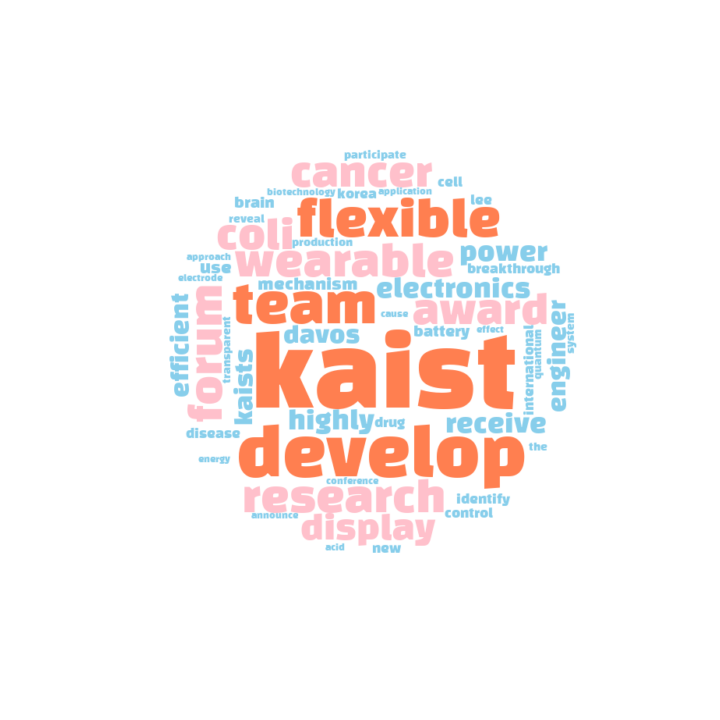 participate
cancer
cell
biotechnology korea application
brain
flexible
lee
reveal
coli
production
wearable
power
approach
use
breakthrough
electrode
mechanism
electronics
team
award
forum
efficient
transparent
cause
davos
battery
effect
kaist
kaists
international
quantum
engineer
system
highly
drug
receive
disease
develop
the
energy
conference
research
identify
announce
display
control
acid
new